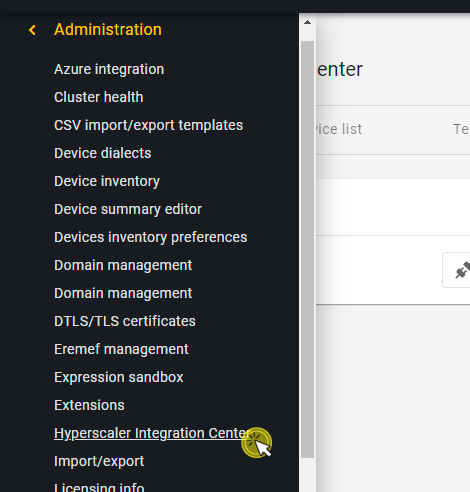 Administration
enter
Azure integration
Cluster health
CSV import/export templates
vice list
Te
Device dialects
Device inventory
Device summary editor
Devices inventory preferences
Domain management
Domain management
DTLS/TLS certificates
Eremef management
Expression sandbox
Extensions
Hyperscaler Integration Center
Import/export
Licensing info